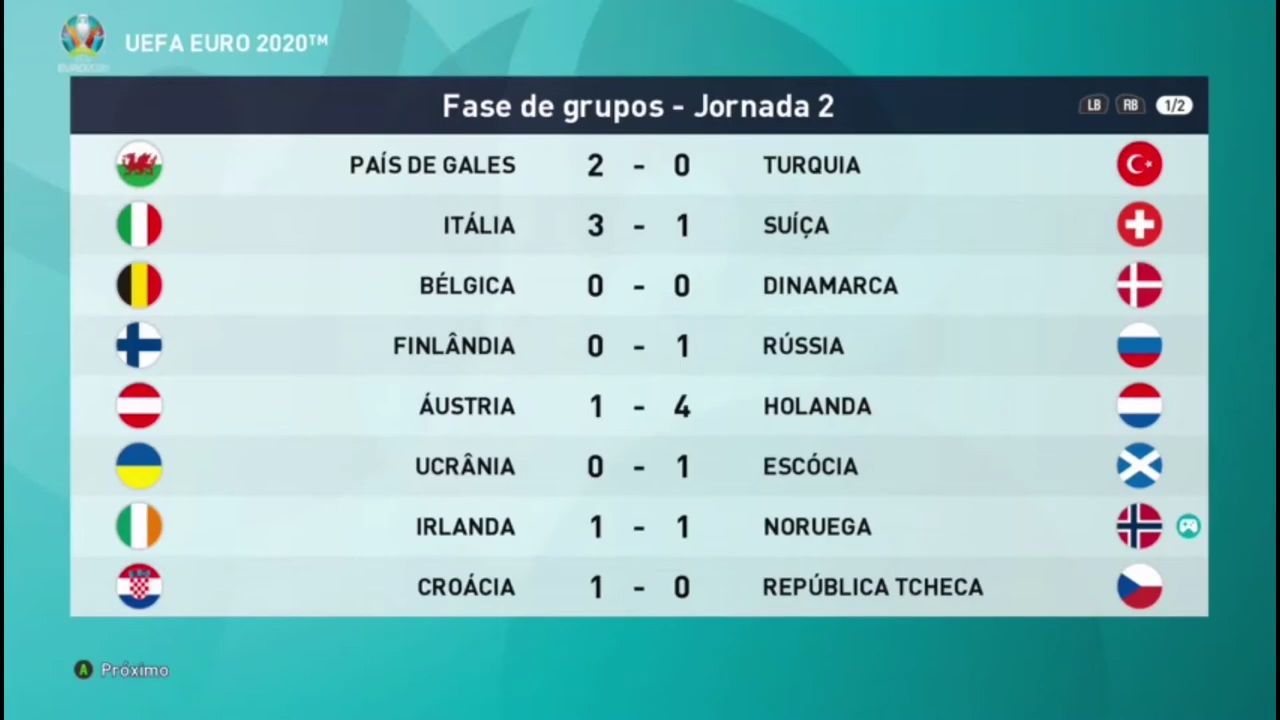 UEFA EURO 2020™
Fase de grupos - Jornada 2 LB RB 1/2
PAÍS DE GALES 2 - 0 TURQUIA
ITÁLIA 3 - 1 SUÍÇA
BÉLGICA 0 - 0 DINAMARCA
FINLÂNDIA 0 - 1 RÚSSIA
ÁUSTRIA 1 - 4 HOLANDA
UCRÂNIA 0 - 1 ESCÓCIA
IRLANDA 1 - 1 NORUEGA
CROÁCIA 1 - 0 REPÚBLICA TCHECA
A Próximo